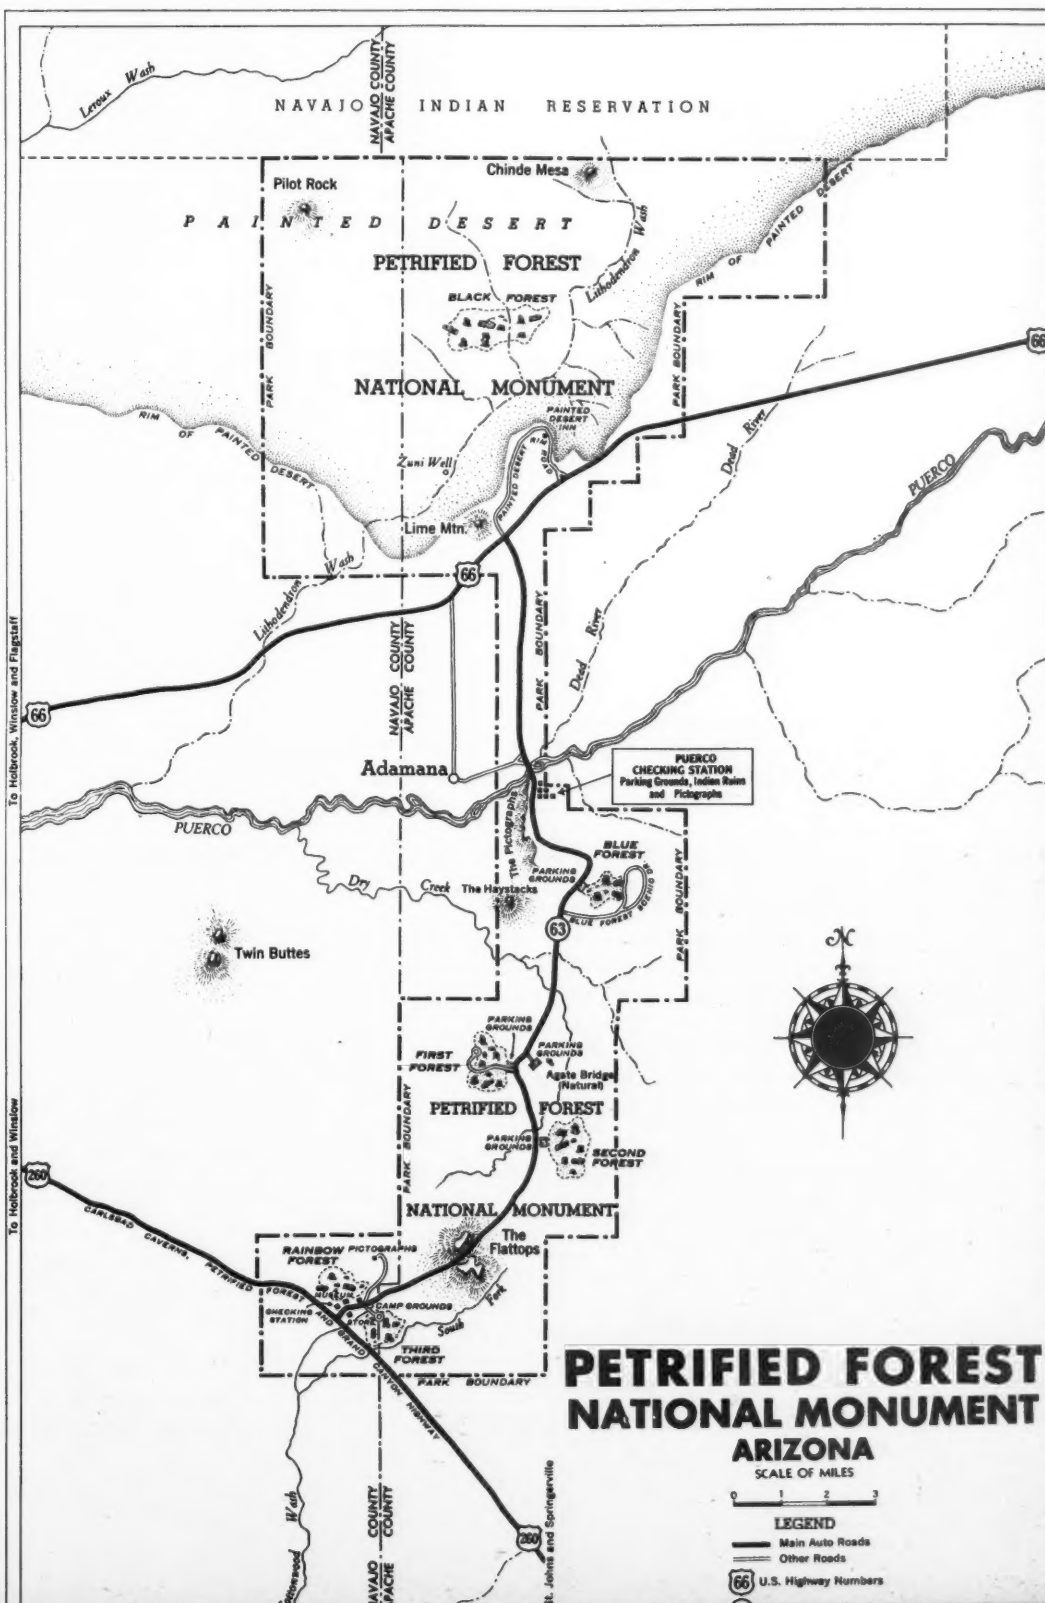 Leroux Wash
NAVAJO COUNTY
APACHE COUNTY
NAVAJO INDIAN RESERVATION
Pilot Rock
Chinde Mesa
PAINTED DESERT
PETRIFIED FOREST
Lithodendron Wash
RIM OF PAINTED DESERT
BLACK FOREST
PARK BOUNDARY
PARK BOUNDARY
66
NATIONAL MONUMENT
PAINTED
DESERT
INN
RIM OF PAINTED DESERT
PAINTED DESERT RIM ROAD
Zuni Well
Dead River
PUERCO
Lime Mtn.
Lithodendron Wash
66
PARK BOUNDARY
NAVAJO COUNTY
APACHE COUNTY
Dead River
To Holbrook, Winslow and Flagstaff
66
Adamana
PUERCO
CHECKING STATION
Parking Grounds, Indian Ruins
and Pictographs
PUERCO
The Pictographs
BLUE
FOREST
PARKING
GROUNDS
Dry Creek
The Haystacks
BLUE FOREST SCENIC DR.
PARK BOUNDARY
63
Twin Buttes
N
PARKING
GROUNDS
FIRST
FOREST
PARKING
GROUNDS
Agate Bridge
(Natural)
PARK BOUNDARY
PETRIFIED FOREST
PARKING
GROUNDS
SECOND
FOREST
To Holbrook and Winslow
260
NATIONAL MONUMENT
CARLSBAD CAVERNS, PETRIFIED FOREST AND GRAND CANYON HIGHWAY
The
Flattops
RAINBOW
FOREST
PICTOGRAPHS
MUSEUM
CAMP GROUNDS
CHECKING
STATION
STORE
South Fork
THIRD
FOREST
PARK BOUNDARY
PETRIFIED FOREST
NATIONAL MONUMENT
ARIZONA
SCALE OF MILES
0 1 2 3
LEGEND
Main Auto Roads
Other Roads
66 U.S. Highway Numbers
Wash
NAVAJO COUNTY
APACHE COUNTY
260
St. Johns and Springerville